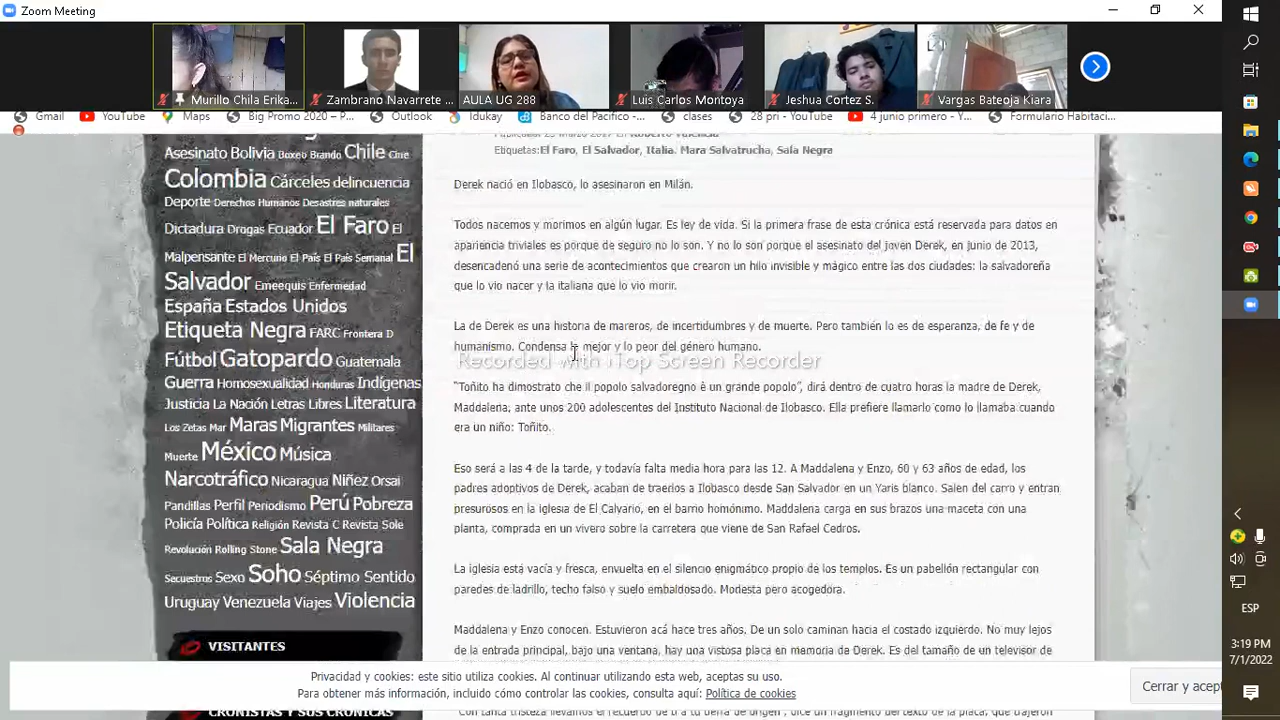 Zoom Meeting
Murillo Chila Erika...
Zambrano Navarrete ...
AULA UG 288
Luis Carlos Montoya
Jeshua Cortez S.
Vargas Bateoja Kiara
Gmail
YouTube
Maps
Big Promo 2020 – P...
Outlook
Idukay
Banco del Pacifico -...
clases
28 pri - YouTube
4 junio primero - Y...
Formulario Habitaci...
Asesinato Bolivia Boxeo Brando Chile Cine
Colombia Cárceles delincuencia
Deporte Derechos Humanos Desastres naturales
Dictadura Drogas Ecuador El Faro El
Malpensante El Mercurio El País El País Semanal El
Salvador Emeequis Enfermedad
España Estados Unidos
Etiqueta Negra FARC Frontera D
Fútbol Gatopardo Guatemala
Guerra Homosexualidad Honduras Indígenas
Justicia La Nación Letras Libres Literatura
Los Zetas Mar Maras Migrantes Militares
Muerte México Música
Narcotráfico Nicaragua Niñez Orsai
Pandillas Perfil Periodismo Perú Pobreza
Policía Política Religión Revista C Revista Sole
Revolución Rolling Stone Sala Negra
Secuestros Sexo Soho Séptimo Sentido
Uruguay Venezuela Viajes Violencia
VISITANTES
CRONISTAS Y SUS CRÓNICAS
Etiquetas:El Faro, El Salvador, Italia. Mara Salvatrucha, Sala Negra
Derek nació en Ilobasco, lo asesinaron en Milán.
Todos nacemos y morimos en algún lugar. Es ley de vida. Si la primera frase de esta crónica está reservada para datos en
apariencia triviales es porque de seguro no lo son. Y no lo son porque el asesinato del joven Derek, en junio de 2013,
desencadenó una serie de acontecimientos que crearon un hilo invisible y mágico entre las dos ciudades: la salvadoreña
que lo vio nacer y la italiana que lo vio morir.
La de Derek es una historia de mareros, de incertidumbres y de muerte. Pero también lo es de esperanza, de fe y de
humanismo. Condensa lo mejor y lo peor del género humano.
Recorded with iTop Screen Recorder
“Toñito ha dimostrato che il popolo salvadoregno è un grande popolo”, dirá dentro de cuatro horas la madre de Derek,
Maddalena, ante unos 200 adolescentes del Instituto Nacional de Ilobasco. Ella prefiere llamarlo como lo llamaba cuando
era un niño: Toñito.
Eso será a las 4 de la tarde, y todavía falta media hora para las 12. A Maddalena y Enzo, 60 y 63 años de edad, los
padres adoptivos de Derek, acaban de traerlos a Ilobasco desde San Salvador en un Yaris blanco. Salen del carro y entran
presurosos en la iglesia de El Calvario, en el barrio homónimo. Maddalena carga en sus brazos una maceta con una
planta, comprada en un vivero sobre la carretera que viene de San Rafael Cedros.
La iglesia está vacía y fresca, envuelta en el silencio enigmático propio de los templos. Es un pabellón rectangular con
paredes de ladrillo, techo falso y suelo embaldosado. Modesta pero acogedora.
Maddalena y Enzo conocen. Estuvieron acá hace tres años. De un solo caminan hacia el costado izquierdo. No muy lejos
de la entrada principal, bajo una ventana, hay una vistosa placa en memoria de Derek. Es del tamaño de un televisor de
Privacidad y cookies: este sitio utiliza cookies. Al continuar utilizando esta web, aceptas su uso.
Para obtener más información, incluido cómo controlar las cookies, consulta aquí: Política de cookies
Cerrar y acept
ESP
3:19 PM
7/1/2022